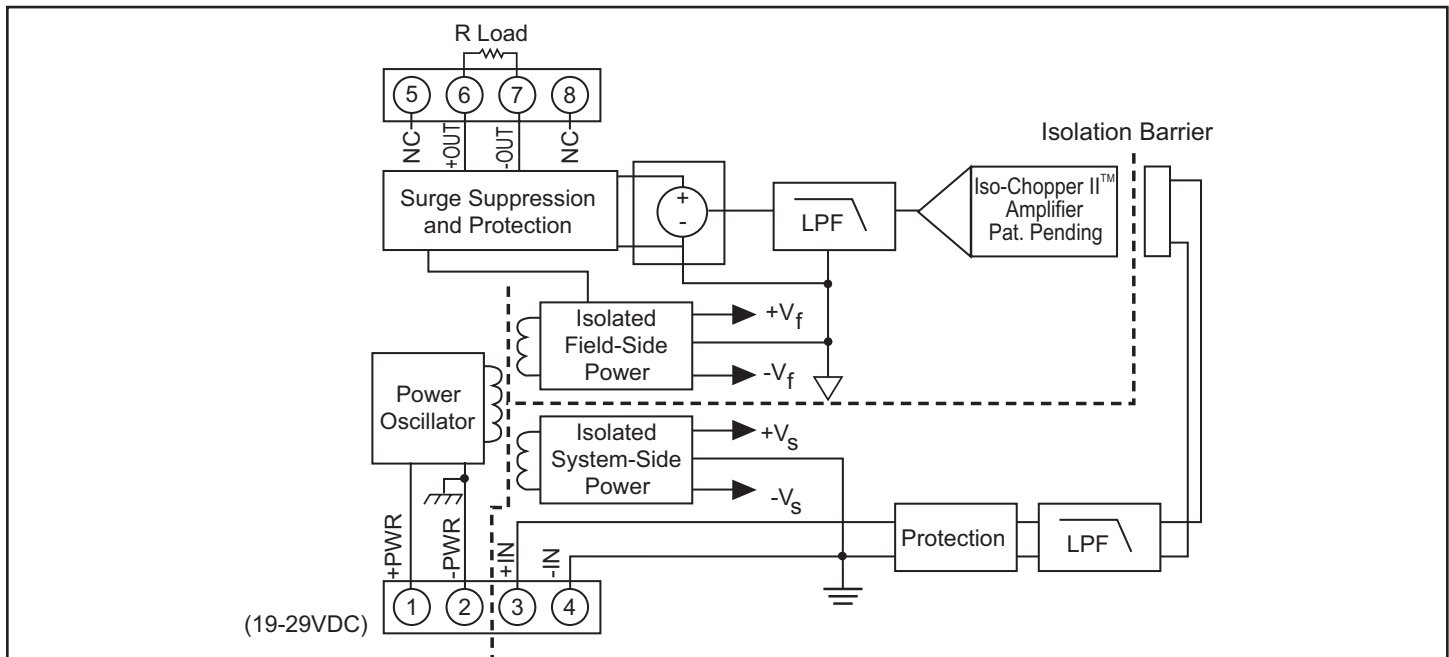 R Load
5 6 7 8
NC +OUT -OUT NC
Isolation Barrier
Surge Suppression
and Protection
+
-
LPF
Iso-Chopper II™
Amplifier
Pat. Pending
Isolated
Field-Side
Power
+Vf
-Vf
Power
Oscillator
Isolated
System-Side
Power
+Vs
-Vs
+PWR -PWR +IN -IN
Protection
LPF
(19-29VDC)
1 2 3 4